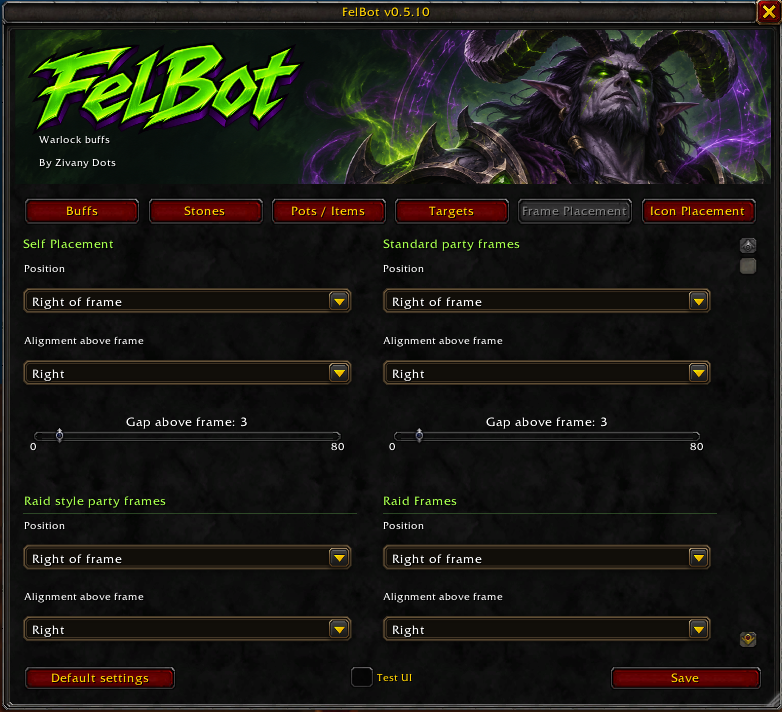 FelBot v0.5.10
FelBot
Warlock buffs
By Zivany Dots
Buffs
Stones
Pots / Items
Targets
Frame Placement
Icon Placement
Self Placement
Position
Right of frame
Alignment above frame
Right
Gap above frame: 3
0
80
Standard party frames
Position
Right of frame
Alignment above frame
Right
Gap above frame: 3
0
80
Raid style party frames
Position
Right of frame
Alignment above frame
Right
Raid Frames
Position
Right of frame
Alignment above frame
Right
Default settings
Test UI
Save